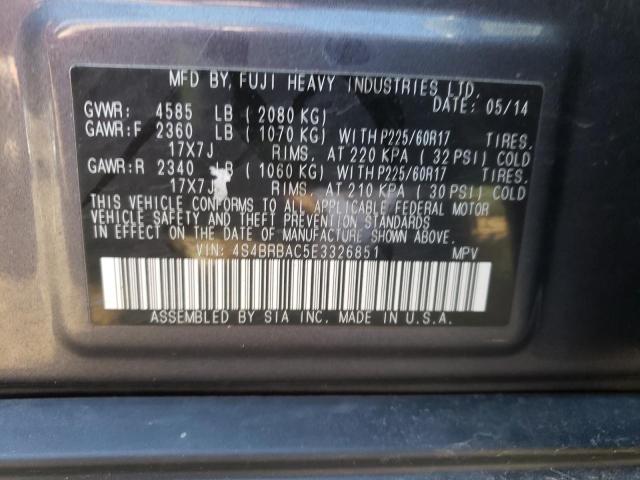 MFD BY, FUJI HEAVY INDUSTRIES LTD.
DATE: 05/14
GVWR: 4585 LB (2080 KG)
GAWR:F 2360 LB (1070 KG) WITH P225/60R17 TIRES.
17X7J RIMS, AT 220 KPA (32 PSI) COLD
GAWR:R 2340 LB (1060 KG) WITH P225/60R17 TIRES.
17X7J RIMS, AT 210 KPA (30 PSI) COLD
THIS VEHICLE CONFORMS TO ALL APPLICABLE FEDERAL MOTOR
VEHICLE SAFETY AND THEFT PREVENTION STANDARDS
IN EFFECT ON THE DATE OF MANUFACTURE SHOWN ABOVE.
VIN: 4S4BRBAC5E3326851 MPV
ASSEMBLED BY SIA INC. MADE IN U.S.A.